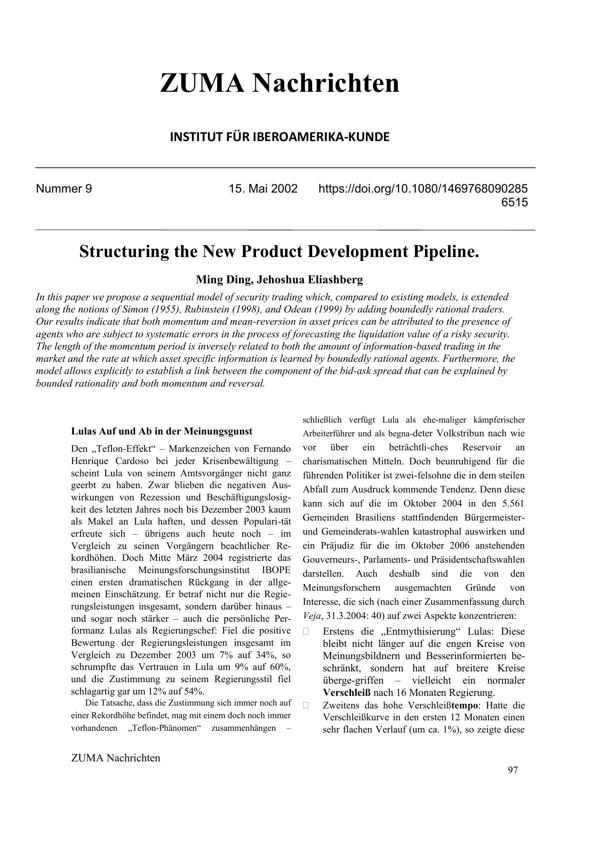 ZUMA Nachrichten
INSTITUT FÜR IBEROAMERIKA-KUNDE
Nummer 9 15. Mai 2002 https://doi.org/10.1080/1469768090285
6515
Structuring the New Product Development Pipeline.
Ming Ding, Jehoshua Eliashberg
In this paper we propose a sequential model of security trading which, compared to existing models, is extended
along the notions of Simon (1955), Rubinstein (1998), and Odean (1999) by adding boundedly rational traders.
Our results indicate that both momentum and mean-reversion in asset prices can be attributed to the presence of
agents who are subject to systematic errors in the process of forecasting the liquidation value of a risky security.
The length of the momentum period is inversely related to both the amount of information-based trading in the
market and the rate at which asset specific information is learned by boundedly rational agents. Furthermore, the
model allows explicitly to establish a link between the component of the bid-ask spread that can be explained by
bounded rationality and both momentum and reversal.
Lulas Auf und Ab in der Meinungsgunst
Den „Teflon-Effekt“ – Markenzeichen von Fernando
Henrique Cardoso bei jeder Krisenbewältigung –
scheint Lula von seinem Amtsvorgänger nicht ganz
geerbt zu haben. Zwar blieben die negativen Aus-
wirkungen von Rezession und Beschäftigungslosig-
keit des letzten Jahres noch bis Dezember 2003 kaum
als Makel an Lula haften, und dessen Populari-tät
erfreute sich – übrigens auch heute noch – im
Vergleich zu seinen Vorgängern beachtlicher Re-
kordhöhen. Doch Mitte März 2004 registrierte das
brasilianische Meinungsforschungsinstitut IBOPE
einen ersten dramatischen Rückgang in der allge-
meinen Einschätzung. Er betraf nicht nur die Regie-
rungsleistungen insgesamt, sondern darüber hinaus –
und sogar noch stärker – auch die persönliche Per-
formanz Lulas als Regierungschef: Fiel die positive
Bewertung der Regierungsleistungen insgesamt im
Vergleich zu Dezember 2003 um 7% auf 34%, so
schrumpfte das Vertrauen in Lula um 9% auf 60%,
und die Zustimmung zu seinem Regierungsstil fiel
schlagartig gar um 12% auf 54%.
Die Tatsache, dass die Zustimmung sich immer noch auf
einer Rekordhöhe befindet, mag mit einem doch noch immer
vorhandenen „Teflon-Phänomen“ zusammenhängen –
schließlich verfügt Lula als ehe-maliger kämpferischer
Arbeiterführer und als begna-deter Volkstribun nach wie
vor über ein beträchtli-ches Reservoir an
charismatischen Mitteln. Doch beunruhigend für die
führenden Politiker ist zwei-felsohne die in dem steilen
Abfall zum Ausdruck kommende Tendenz. Denn diese
kann sich auf die im Oktober 2004 in den 5.561
Gemeinden Brasiliens stattfindenden Bürgermeister-
und Gemeinderats-wahlen katastrophal auswirken und
ein Präjudiz für die im Oktober 2006 anstehenden
Gouverneurs-, Parlaments- und Präsidentschaftswahlen
darstellen. Auch deshalb sind die von den
Meinungsforschern ausgemachten Gründe von
Interesse, die sich (nach einer Zusammenfassung durch
Veja, 31.3.2004: 40) auf zwei Aspekte konzentrieren:
Erstens die „Entmythisierung“ Lulas: Diese
bleibt nicht länger auf die engen Kreise von
Meinungsbildnern und Besserinformierten be-
schränkt, sondern hat auf breitere Kreise
überge-griffen – vielleicht ein normaler
Verschleiß nach 16 Monaten Regierung.
Zweitens das hohe Verschleißtempo: Hatte die
Verschleißkurve in den ersten 12 Monaten einen
sehr flachen Verlauf (um ca. 1%), so zeigte diese
ZUMA Nachrichten
97